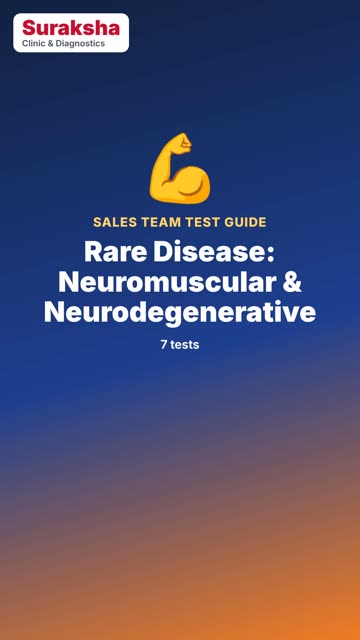 Suraksha
Clinic & Diagnostics
SALES TEAM TEST GUIDE
Rare Disease:
Neuromuscular &
Neurodegenerative
7 tests